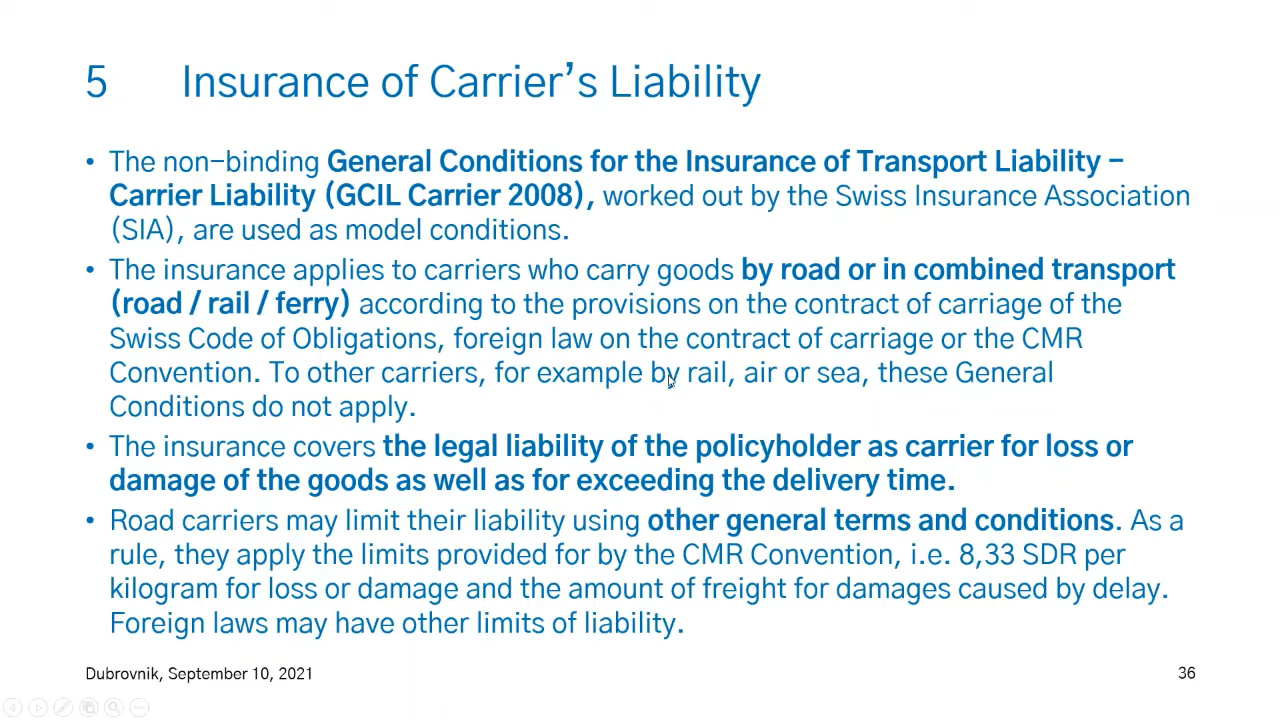 5 Insurance of Carrier’s Liability
• The non-binding General Conditions for the Insurance of Transport Liability –
Carrier Liability (GCIL Carrier 2008), worked out by the Swiss Insurance Association
(SIA), are used as model conditions.
• The insurance applies to carriers who carry goods by road or in combined transport
(road / rail / ferry) according to the provisions on the contract of carriage of the
Swiss Code of Obligations, foreign law on the contract of carriage or the CMR
Convention. To other carriers, for example by rail, air or sea, these General
Conditions do not apply.
• The insurance covers the legal liability of the policyholder as carrier for loss or
damage of the goods as well as for exceeding the delivery time.
• Road carriers may limit their liability using other general terms and conditions. As a
rule, they apply the limits provided for by the CMR Convention, i.e. 8,33 SDR per
kilogram for loss or damage and the amount of freight for damages caused by delay.
Foreign laws may have other limits of liability.
Dubrovnik, September 10, 2021
36